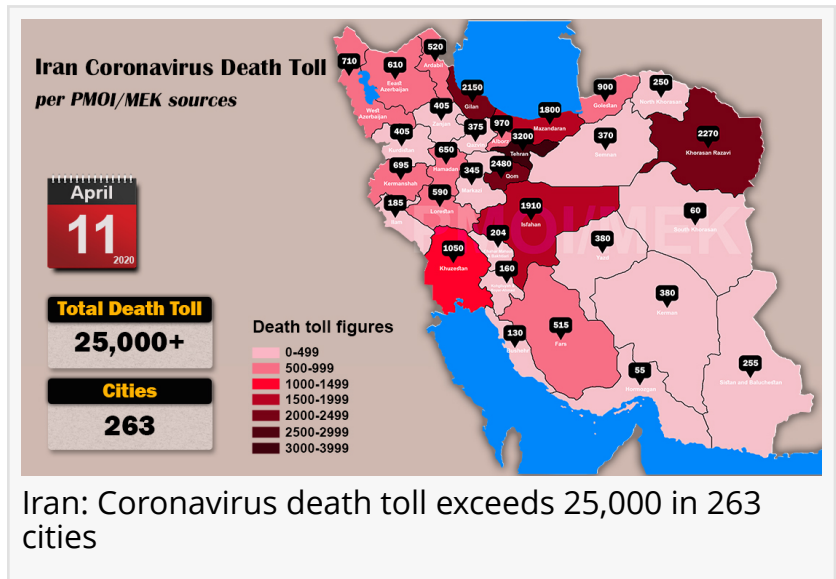 Iran Coronavirus Death Toll
per PMOI/MEK sources
April
11
2020
Total Death Toll
25,000+
Cities
263
Death toll figures
0-499
500-999
1000-1499
1500-1999
2000-2499
2500-2999
3000-3999
710
West
Azerbaijan
610
East
Azerbaijan
520
Ardabil
2150
Gilan
405
Zanjan
375
Qazvin
970
Alborz
3200
Tehran
1800
Mazandaran
900
Golestan
250
North Khorasan
2270
Khorasan Razavi
370
Semnan
405
Kurdistan
650
Hamadan
345
Markazi
2480
Qom
695
Kermanshah
185
590
Lorestan
1910
Isfahan
60
South Khorasan
204
380
Yazd
1050
Khuzestan
160
380
Kerman
130
515
Fars
55
Hormozgan
255
Sistan and Baluchestan
PMOI/MEK
Iran: Coronavirus death toll exceeds 25,000 in 263
cities